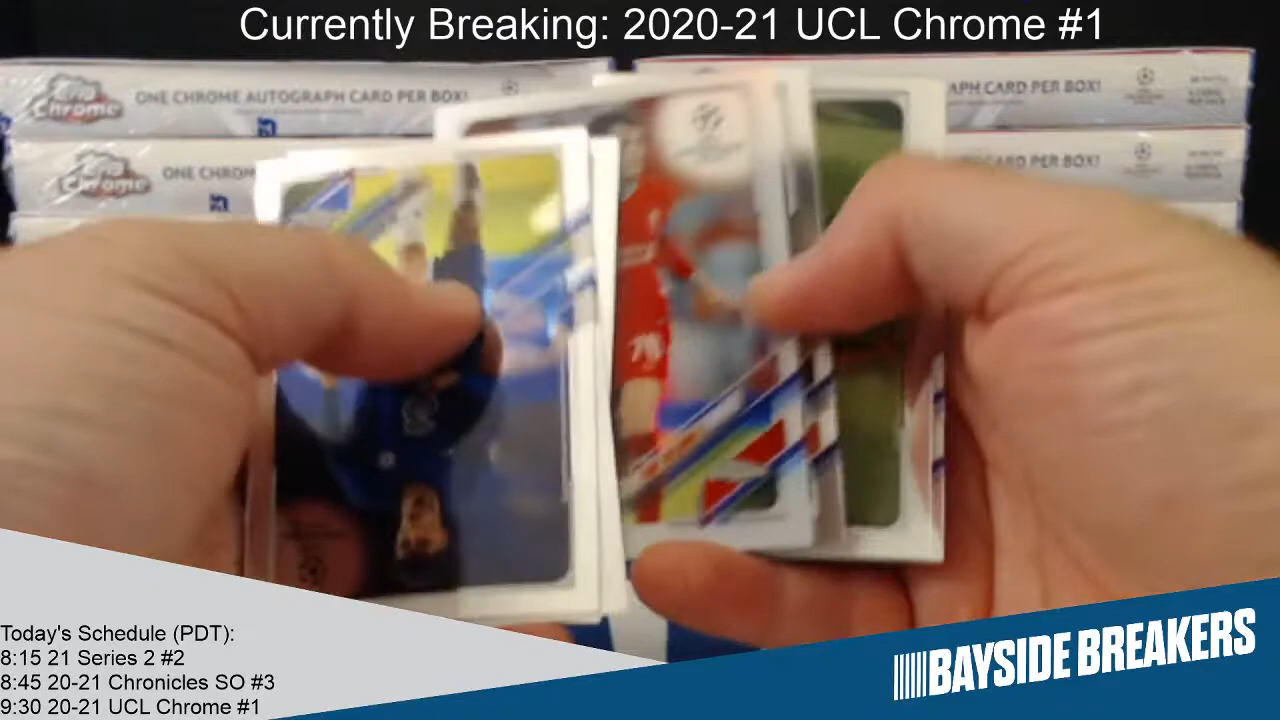 Currently Breaking: 2020-21 UCL Chrome #1
Chrome
ONE CHROME AUTOGRAPH CARD PER BOX!
APH CARD PER BOX!
Chrome
ONE CHROM
CARD PER BOX!
Today's Schedule (PDT):
8:15 21 Series 2 #2
8:45 20-21 Chronicles SO #3
9:30 20-21 UCL Chrome #1
BAYSIDE BREAKERS